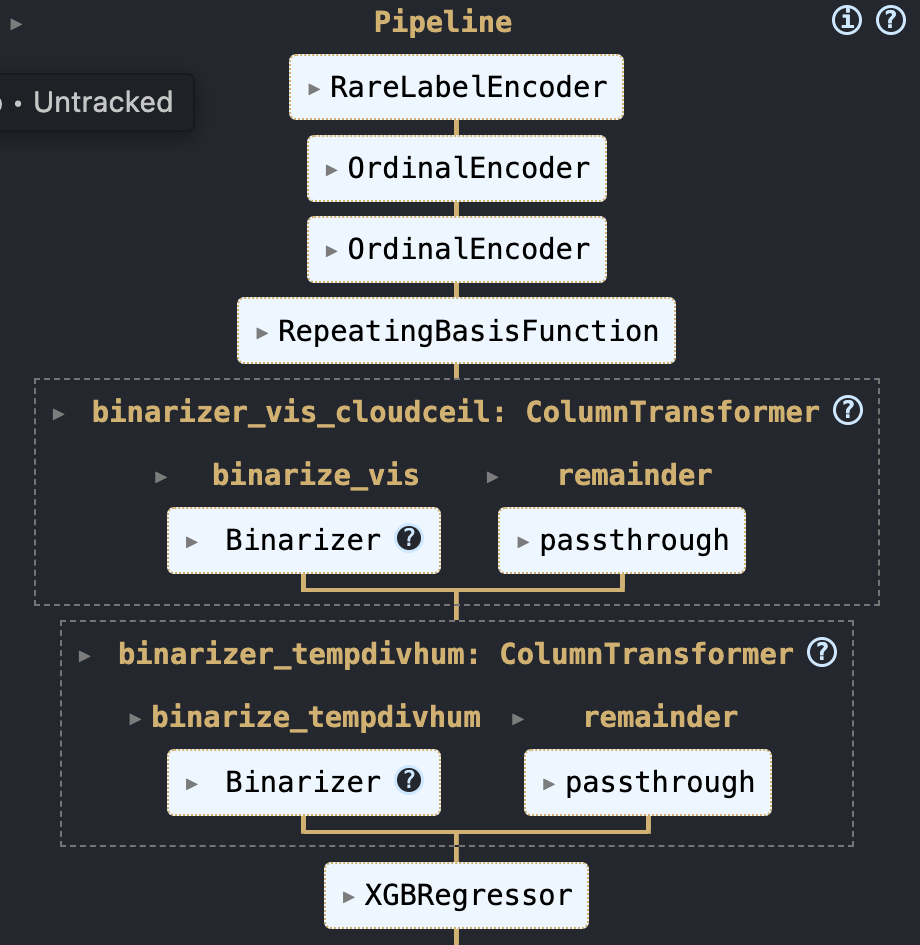 Pipeline
RareLabelEncoder
• Untracked
OrdinalEncoder
OrdinalEncoder
RepeatingBasisFunction
binarizer_vis_cloudceil: ColumnTransformer ?
binarize_vis remainder
Binarizer ? passthrough
binarizer_tempdivhum: ColumnTransformer ?
binarize_tempdivhum remainder
Binarizer ? passthrough
XGBRegressor